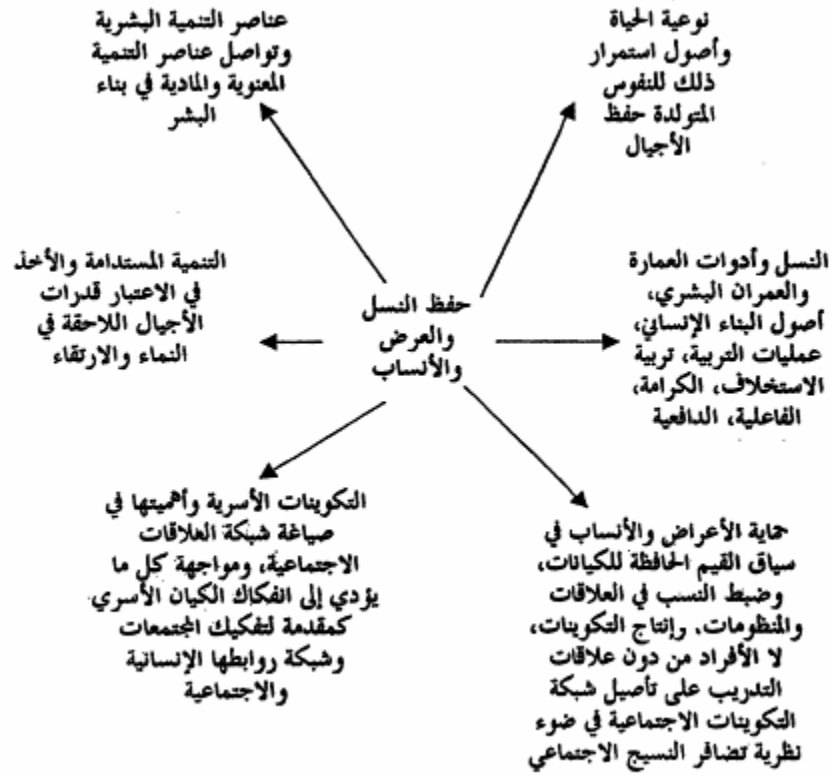 نوعية الحياة
وأصول استمرار
ذلك للنفوس
المتولدة حفظ
الأجيال
عناصر التنمية البشرية
وتواصل عناصر التنمية
المعنوية والمادية في بناء
البشر
النسل وأدوات العمارة
والعمران البشري،
أصول البناء الإنساني،
عمليات التربية، تربية
الاستخلاف، الكرامة،
الفاعلية، الدافعية
حفظ النسل
والعرض
والأنساب
التنمية المستدامة والأخذ
في الاعتبار قدرات
الأجيال اللاحقة في
النماء والارتقاء
حماية الأعراض والأنساب في
سياق القيم الحافظة للكيانات،
وضبط النسب في العلاقات
والمنظومات. وإنتاج التكوينات،
لا الأفراد من دون علاقات
التدريب على تأصيل شبكة
التكوينات الاجتماعية في ضوء
نظرية تضافر النسيج الاجتماعي
التكوينات الأسرية وأهميتها في
صياغة شبكة العلاقات
الاجتماعية، ومواجهة كل ما
يؤدي إلى انفكاك الكيان الأسري
كمقدمة لتفكيك المجتمعات
وشبكة روابطها الإنسانية
والاجتماعية